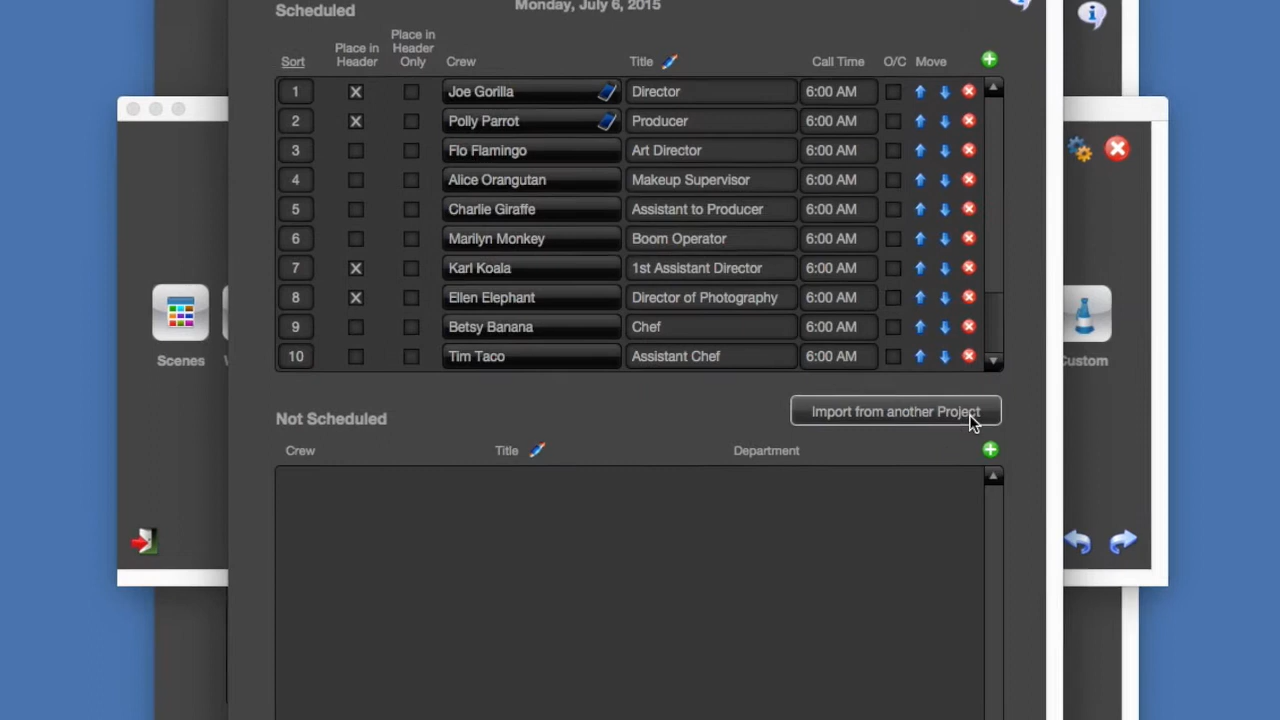 Monday, July 6, 2015
Scheduled
Sort Place in Header Place in Header Only Crew Title Call Time O/C Move
1 X Joe Gorilla Director 6:00 AM
2 X Polly Parrot Producer 6:00 AM
3 Flo Flamingo Art Director 6:00 AM
4 Alice Orangutan Makeup Supervisor 6:00 AM
5 Charlie Giraffe Assistant to Producer 6:00 AM
6 Marilyn Monkey Boom Operator 6:00 AM
7 X Karl Koala 1st Assistant Director 6:00 AM
8 X Ellen Elephant Director of Photography 6:00 AM
9 Betsy Banana Chef 6:00 AM
10 Tim Taco Assistant Chef 6:00 AM
Import from another Project
Not Scheduled
Crew Title Department
Scenes
Custom